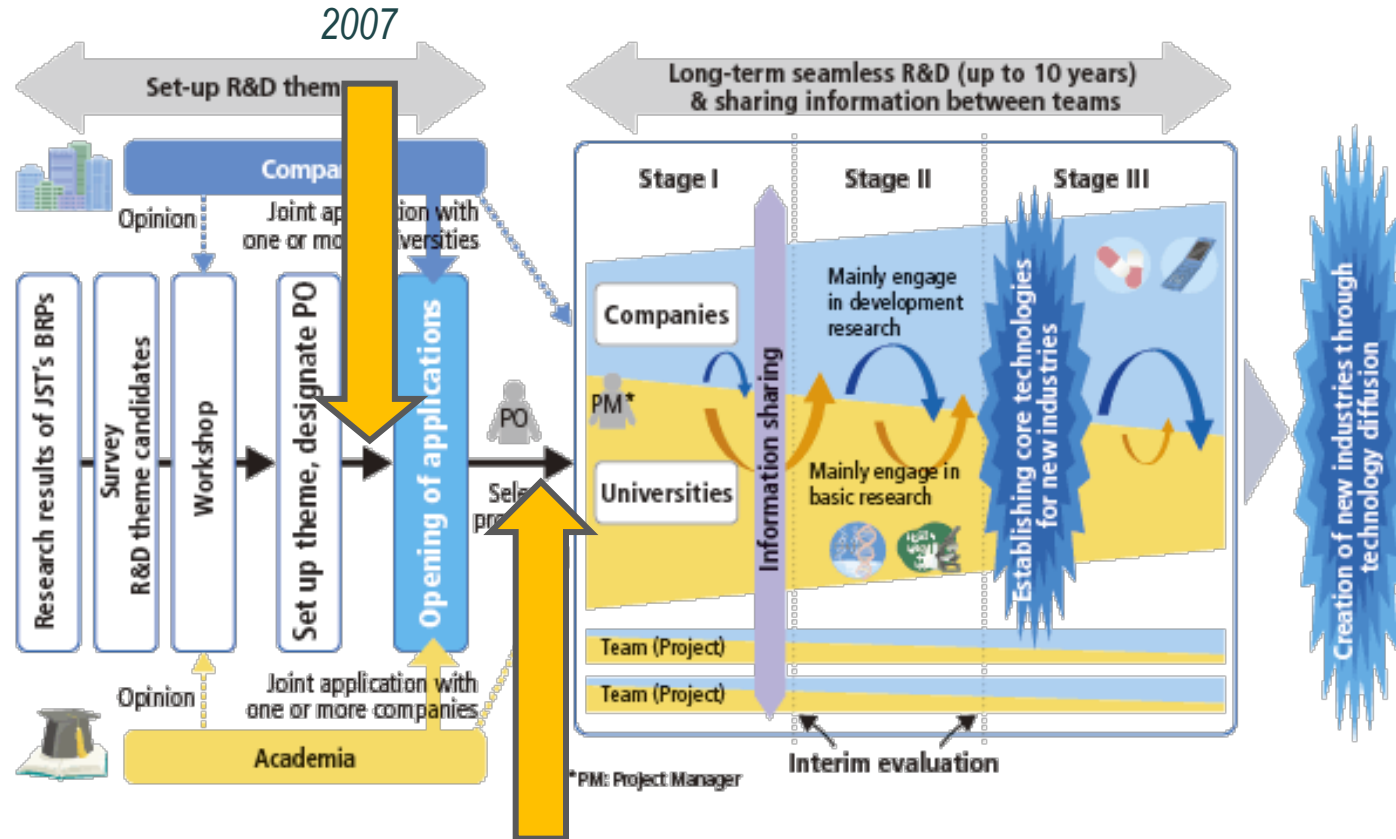 2007
Set-up R&D them
Long-term seamless R&D (up to 10 years)
& sharing information between teams
Compa
Opinion
Joint application with
one or more
iversities
Research results of JST's BRPs
Survey
R&D theme candidates
Workshop
Set up theme, designate PO
Opening of applications
PO
Sele
pr
Opinion
Joint application with
one or more companies
Academia
Stage I
Stage II
Stage III
Companies
PM*
Universities
Information sharing
Mainly engage
in development
research
Mainly engage in
basic research
Establishing core technologies
for new industries
Team (Project)
Team (Project)
*PM: Project Manager
Interim evaluation
Creation of new industries through
technology diffusion